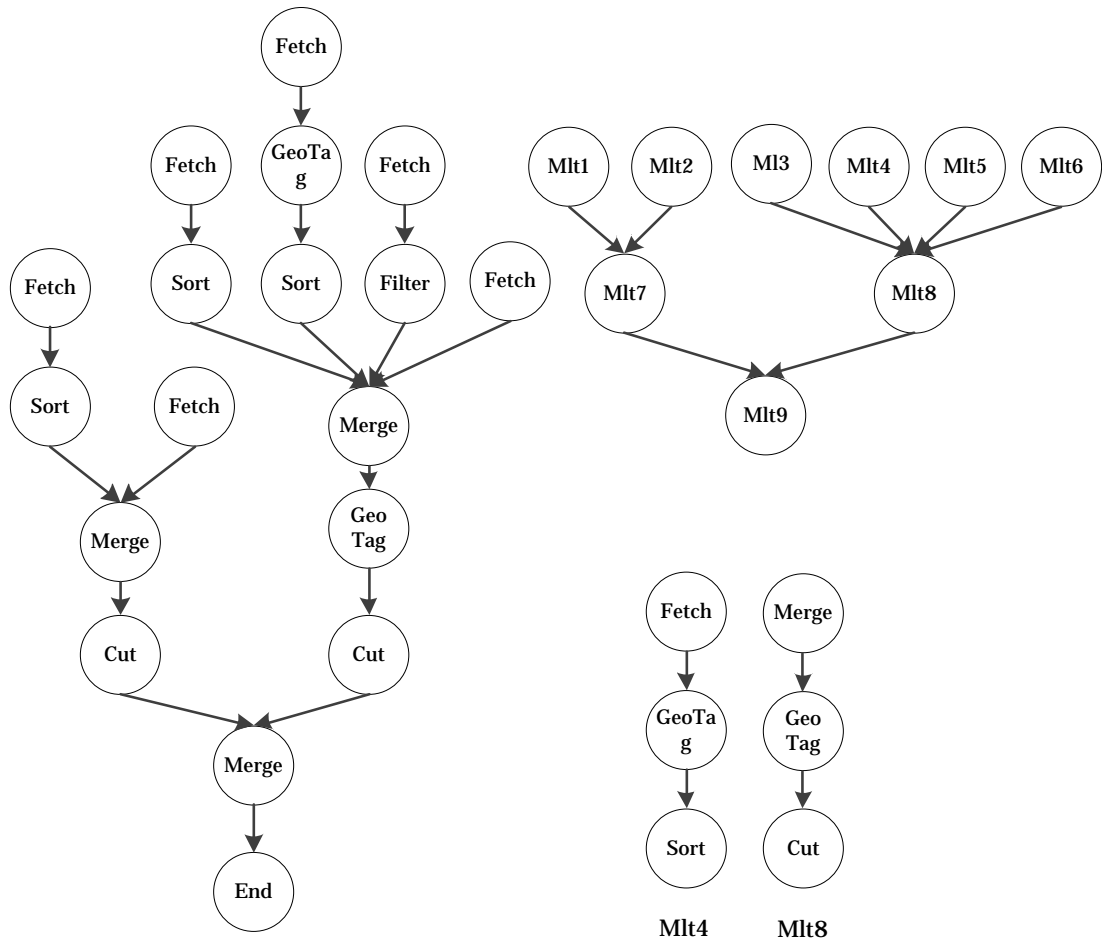 Fetch
Fetch
GeoTa
g
Fetch
Sort
Sort
Filter
Fetch
Fetch
Sort
Fetch
Merge
Merge
Geo
Tag
Cut
Cut
Merge
End
Mlt1
Mlt2
Ml3
Mlt4
Mlt5
Mlt6
Mlt7
Mlt8
Mlt9
Fetch
GeoTa
g
Sort
Mlt4
Merge
Geo
Tag
Cut
Mlt8